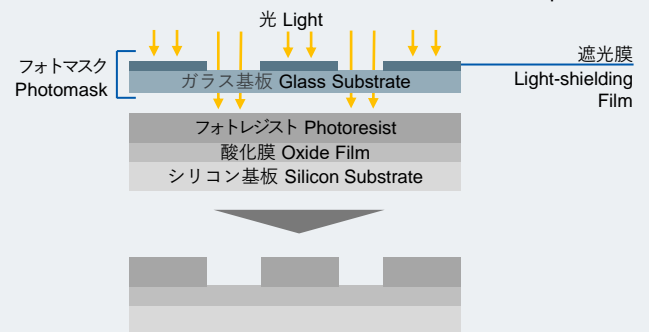 光 Light
フォトマスク
Photomask
遮光膜
Light-shielding
Film
ガラス基板 Glass Substrate
フォトレジスト Photoresist
酸化膜 Oxide Film
シリコン基板 Silicon Substrate